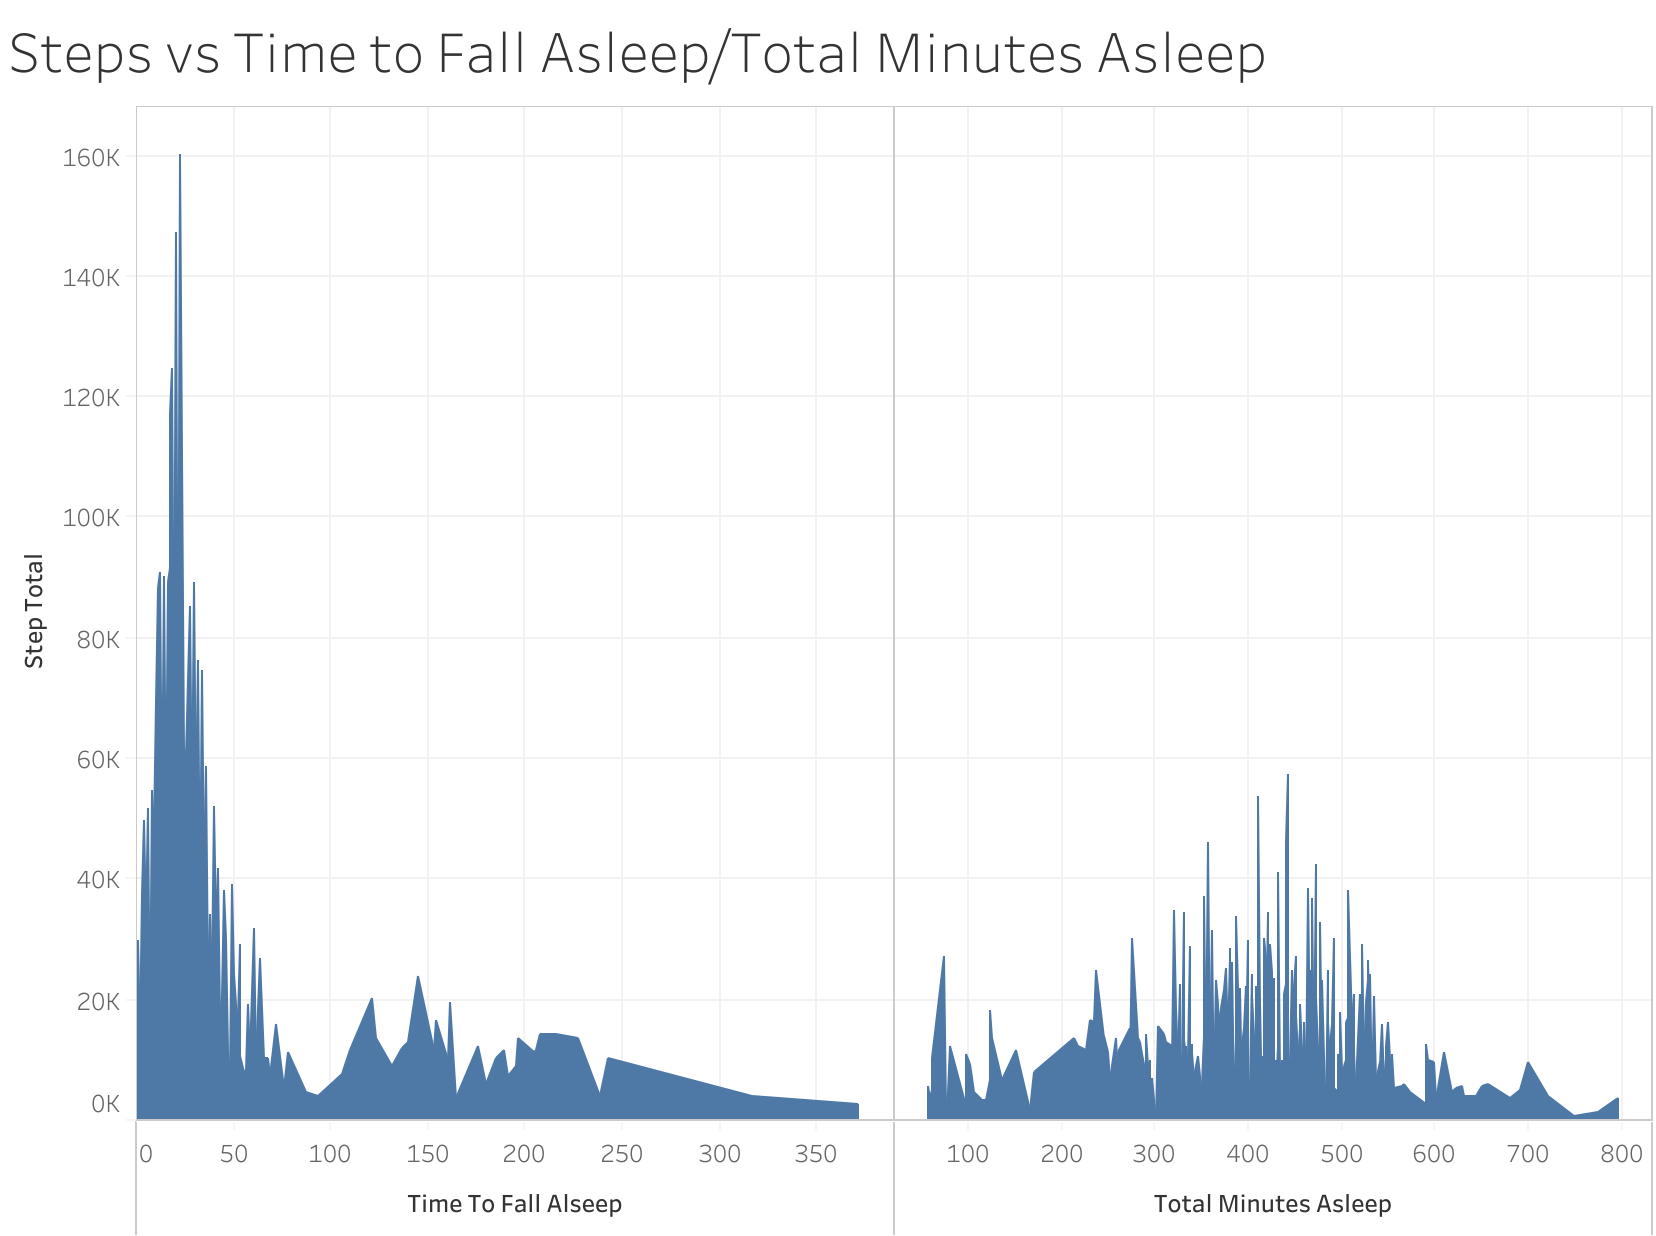 Steps vs Time to Fall Asleep/Total Minutes Asleep
160K
140K
120K
100K
80K
60K
40K
20K
0K
Step Total
0 50 100 150 200 250 300 350
100 200 300 400 500 600 700 800
Time To Fall Alseep
Total Minutes Asleep